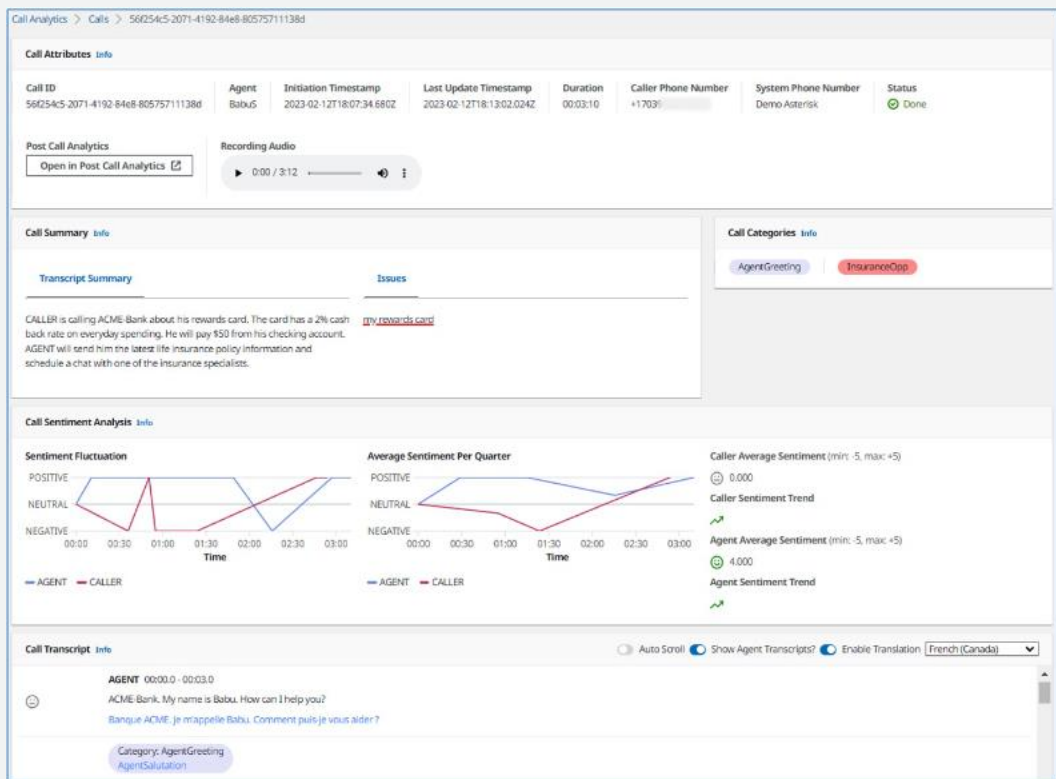 Call Analytics > Calls > 56f254c5-2071-4192-84e8-80575711138d
Call Attributes Info
Call ID
56f254c5-2071-4192-84e8-80575711138d
Agent
BabuS
Initiation Timestamp
2023-02-12T18:07:34.680Z
Last Update Timestamp
2023-02-12T18:13:02.024Z
Duration
00:03:10
Caller Phone Number
+17039
System Phone Number
Demo Asterisk
Status
Done
Post Call Analytics
Open in Post Call Analytics
Recording Audio
0:00 / 3:12
Call Summary Info
Transcript Summary
CALLER is calling ACME-Bank about his rewards card. The card has a 2% cash
back rate on everyday spending. He will pay $50 from his checking account.
AGENT will send him the latest life insurance policy information and
schedule a chat with one of the insurance specialists.
Issues
my rewards card
Call Categories Info
AgentGreeting
InsuranceOpp
Call Sentiment Analysis Info
Sentiment Fluctuation
POSITIVE
NEUTRAL
NEGATIVE
00:00 00:30 01:00 01:30 02:00 02:30 03:00
Time
AGENT CALLER
Average Sentiment Per Quarter
POSITIVE
NEUTRAL
NEGATIVE
00:00 00:30 01:00 01:30 02:00 02:30 03:00
Time
AGENT CALLER
Caller Average Sentiment (min: -5, max: +5)
0.000
Caller Sentiment Trend
Agent Average Sentiment (min: -5, max: +5)
4.000
Agent Sentiment Trend
Call Transcript Info
Auto Scroll Show Agent Transcripts? Enable Translation French (Canada)
AGENT 00:00.0 - 00:03.0
ACME-Bank. My name is Babu. How can I help you?
Banque ACME. Je m'appelle Babu. Comment puis-je vous aider ?
Category: AgentGreeting
AgentSalutation